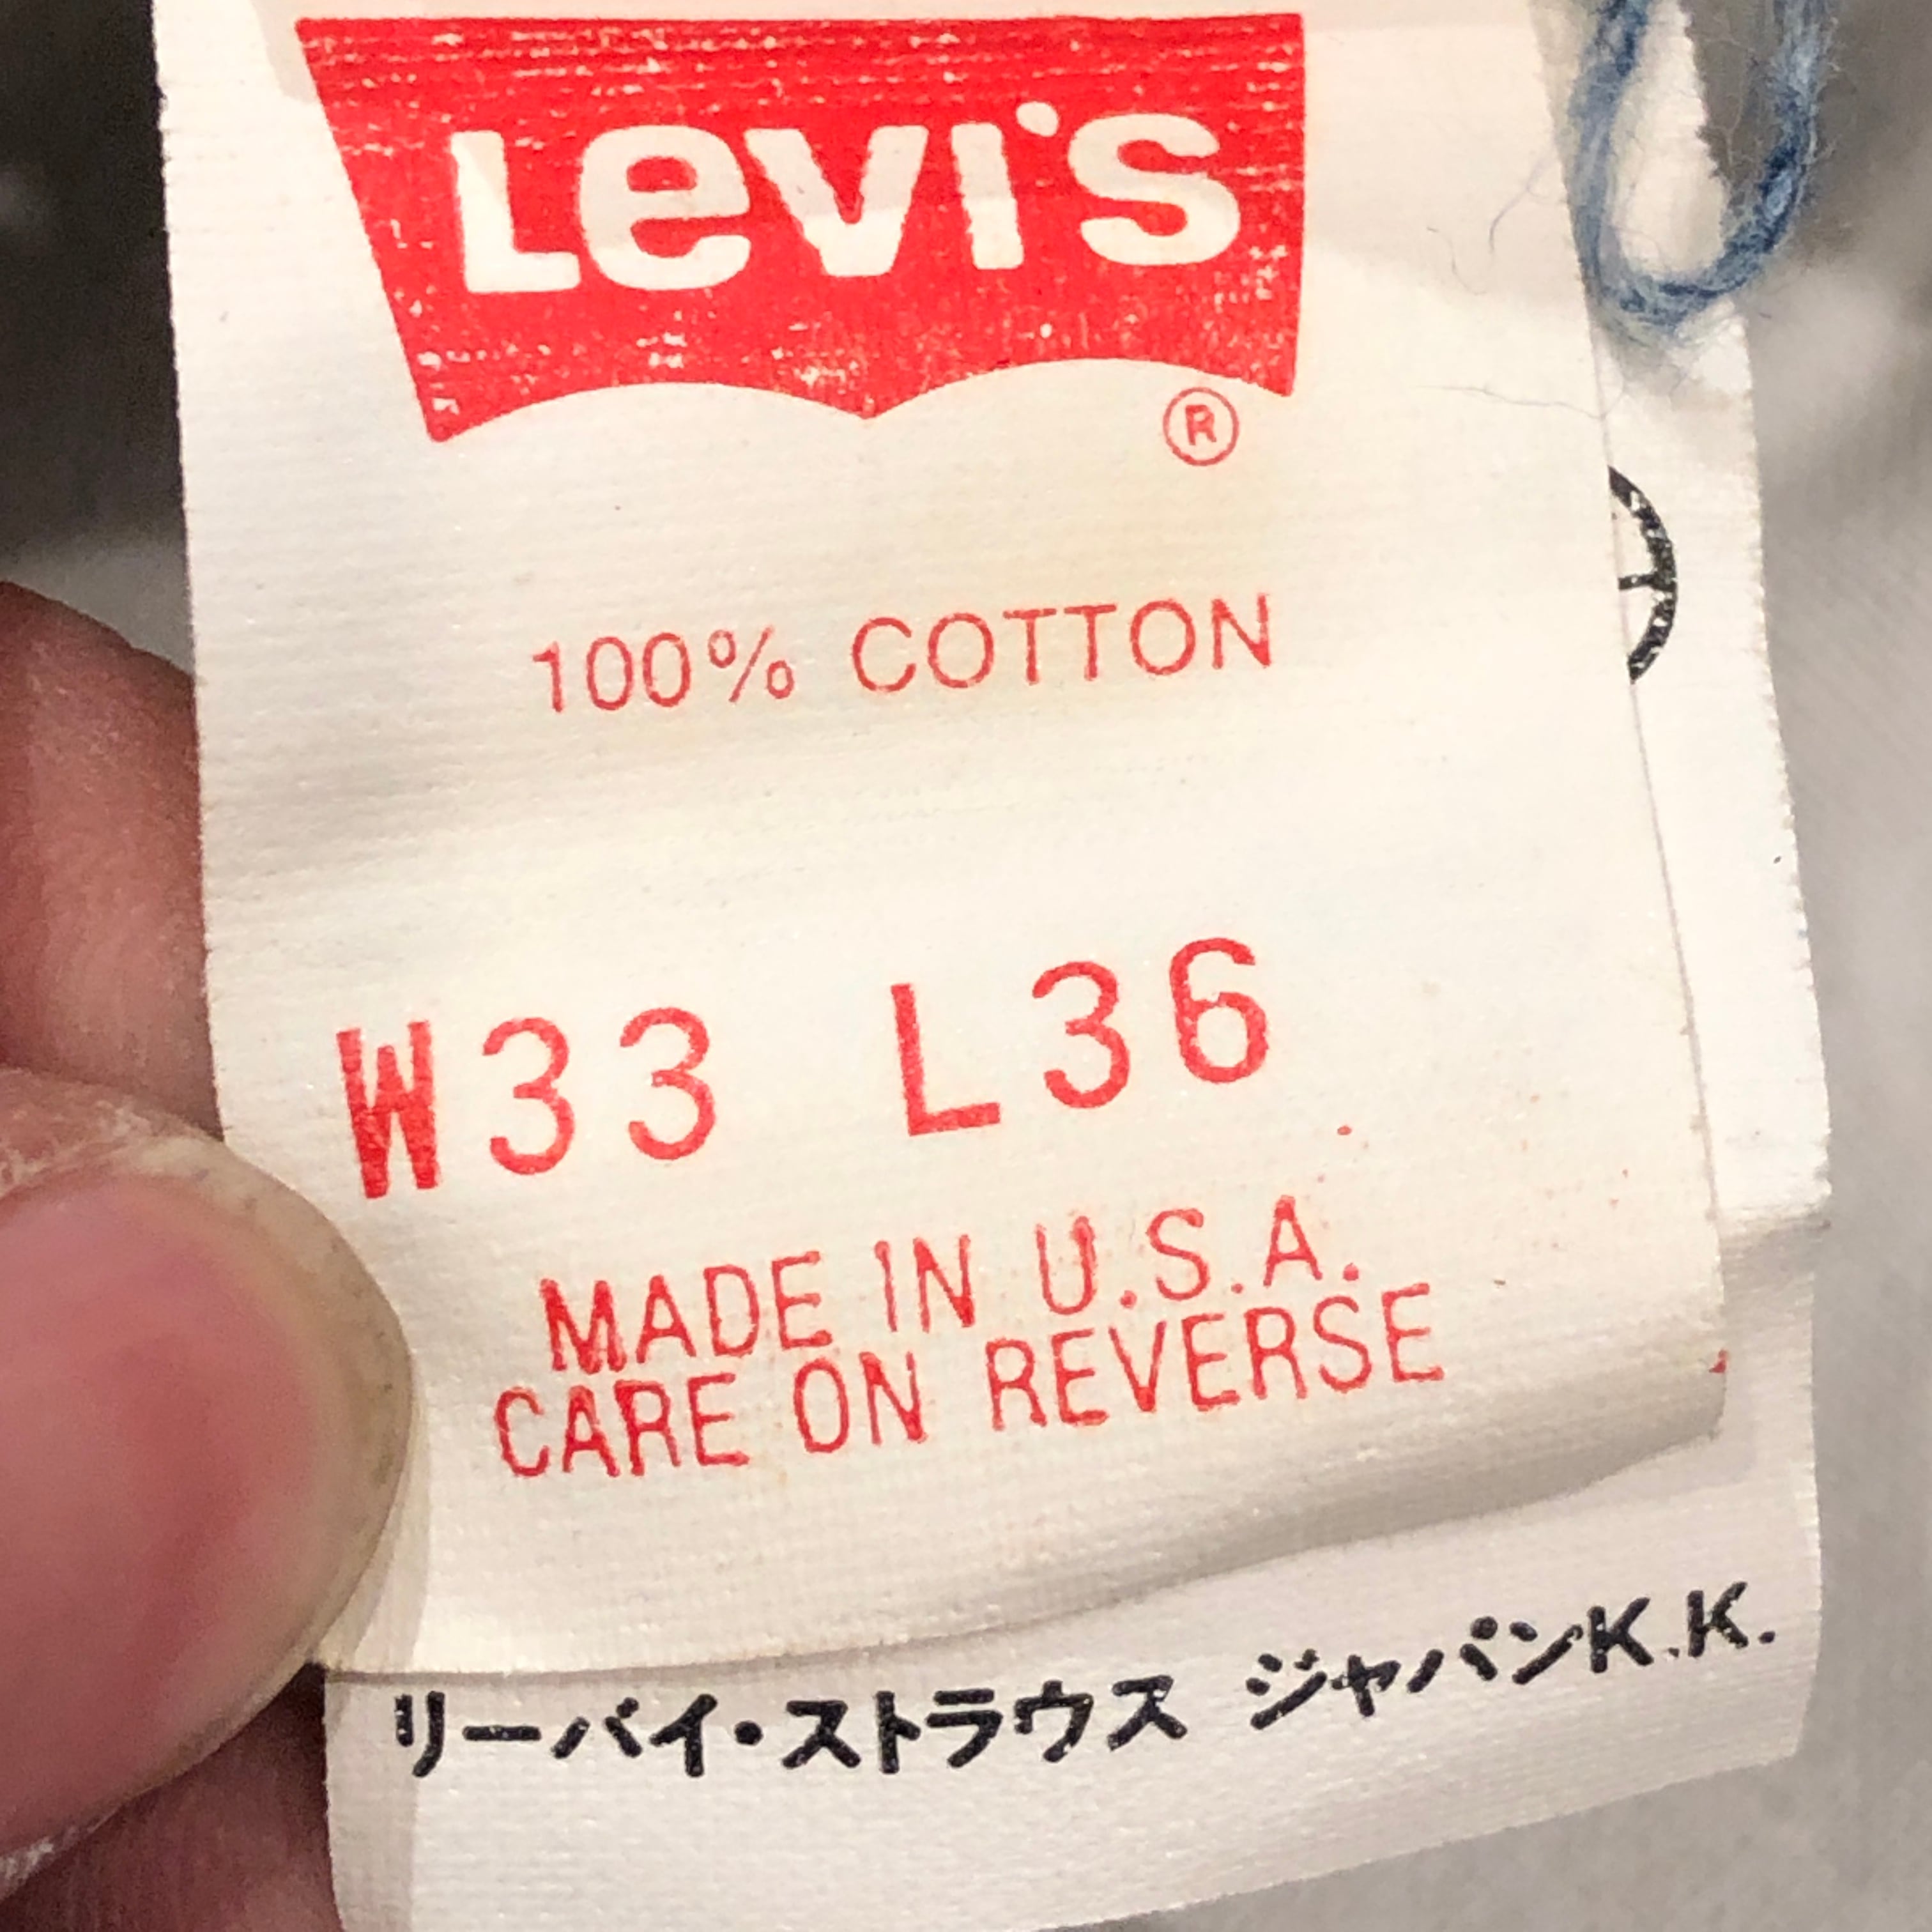 Levi's
®
100% COTTON
W33 L36
MADE IN U.S.A.
CARE ON REVERSE
リーバイ・ストラウス ジャパンK.K.